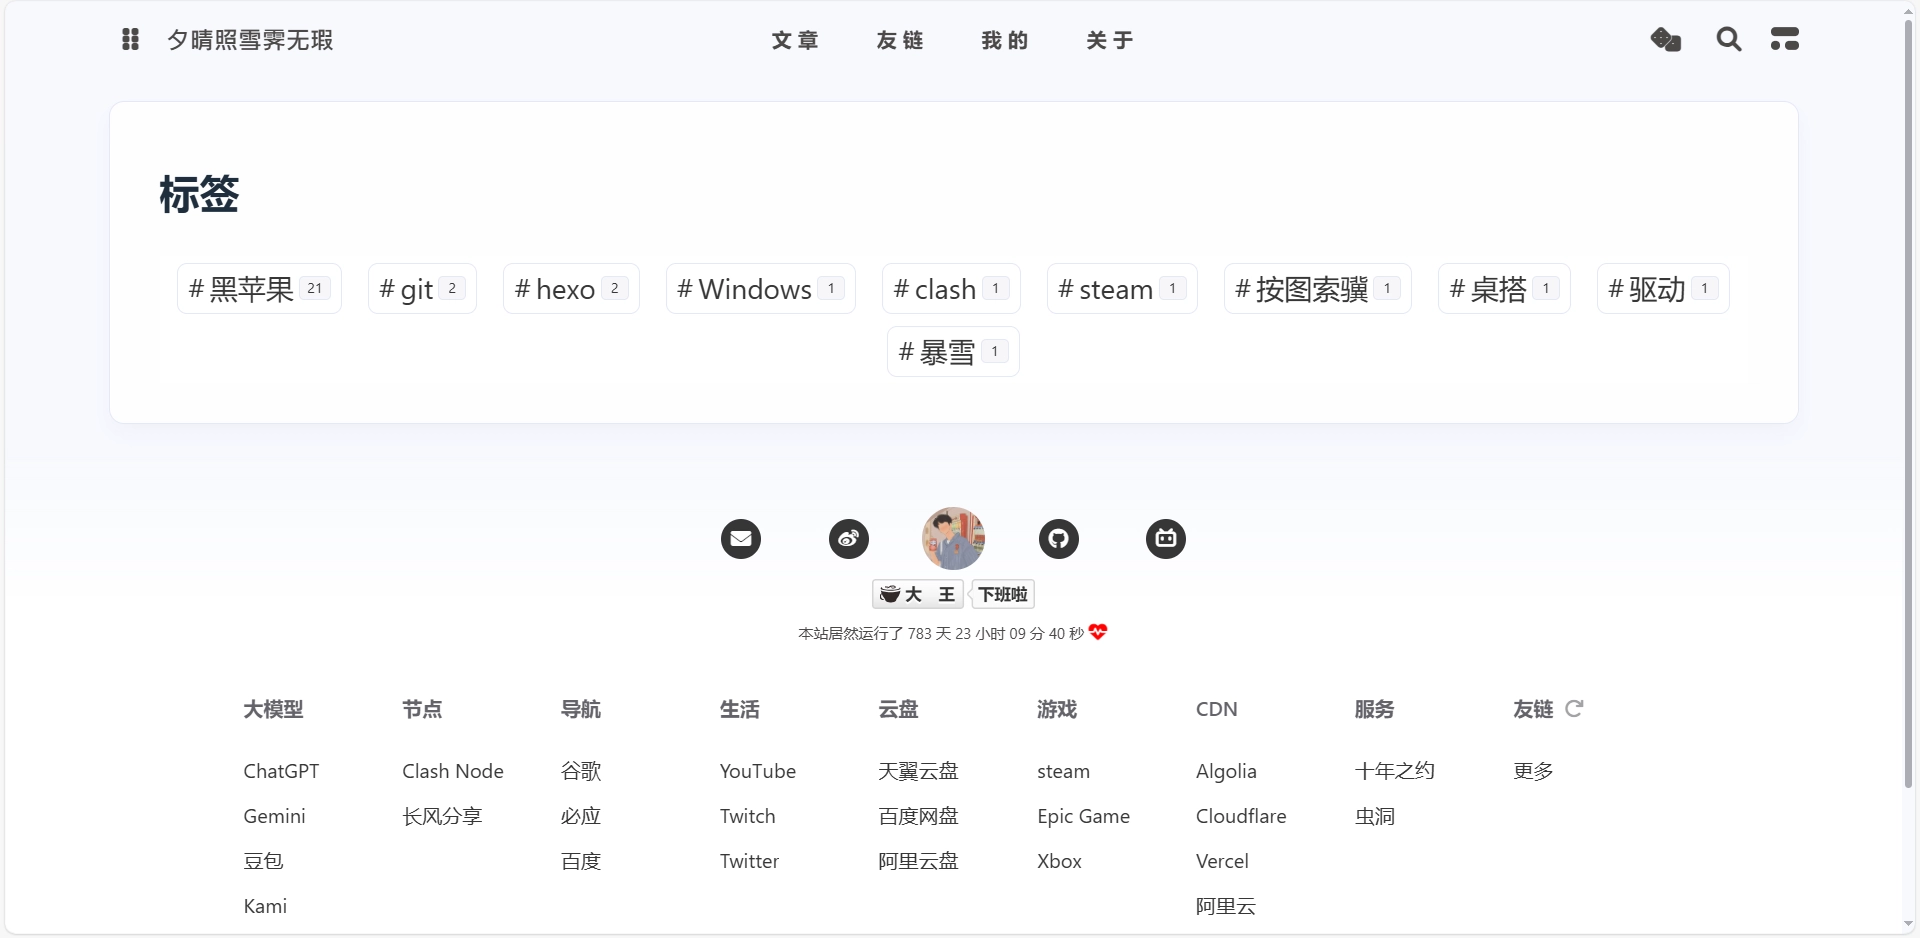 夕晴照雪霁无瑕 文章 友链 我的 关于
标签
# 黑苹果 21 # git 2 # hexo 2 # Windows 1 # clash 1 # steam 1 # 按图索骥 1 # 桌搭 1 # 驱动 1
# 暴雪 1
大 王 下班啦
本站居然运行了 783 天 23 小时 09 分 40 秒
大模型 节点 导航 生活 云盘 游戏 CDN 服务 友链
ChatGPT Clash Node 谷歌 YouTube 天翼云盘 steam Algolia 十年之约 更多
Gemini 长风分享 必应 Twitch 百度网盘 Epic Game Cloudflare 虫洞
豆包 百度 Twitter 阿里云盘 Xbox Vercel
Kami 阿里云